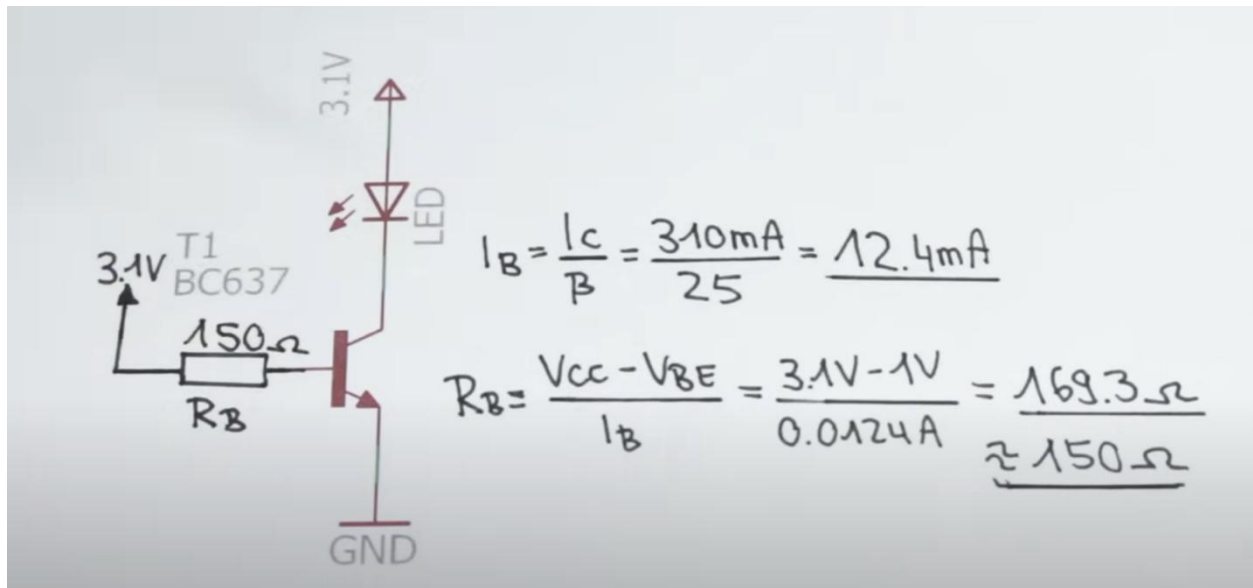 3.1V
LED
T1
BC637
3.1V
150Ω
RB
GND
IB = IC/β = 310mA/25 = 12.4mA
RB = VCC - VBE/IB = 3.1V - 1V/0.0124A = 169.3Ω
≈ 150Ω